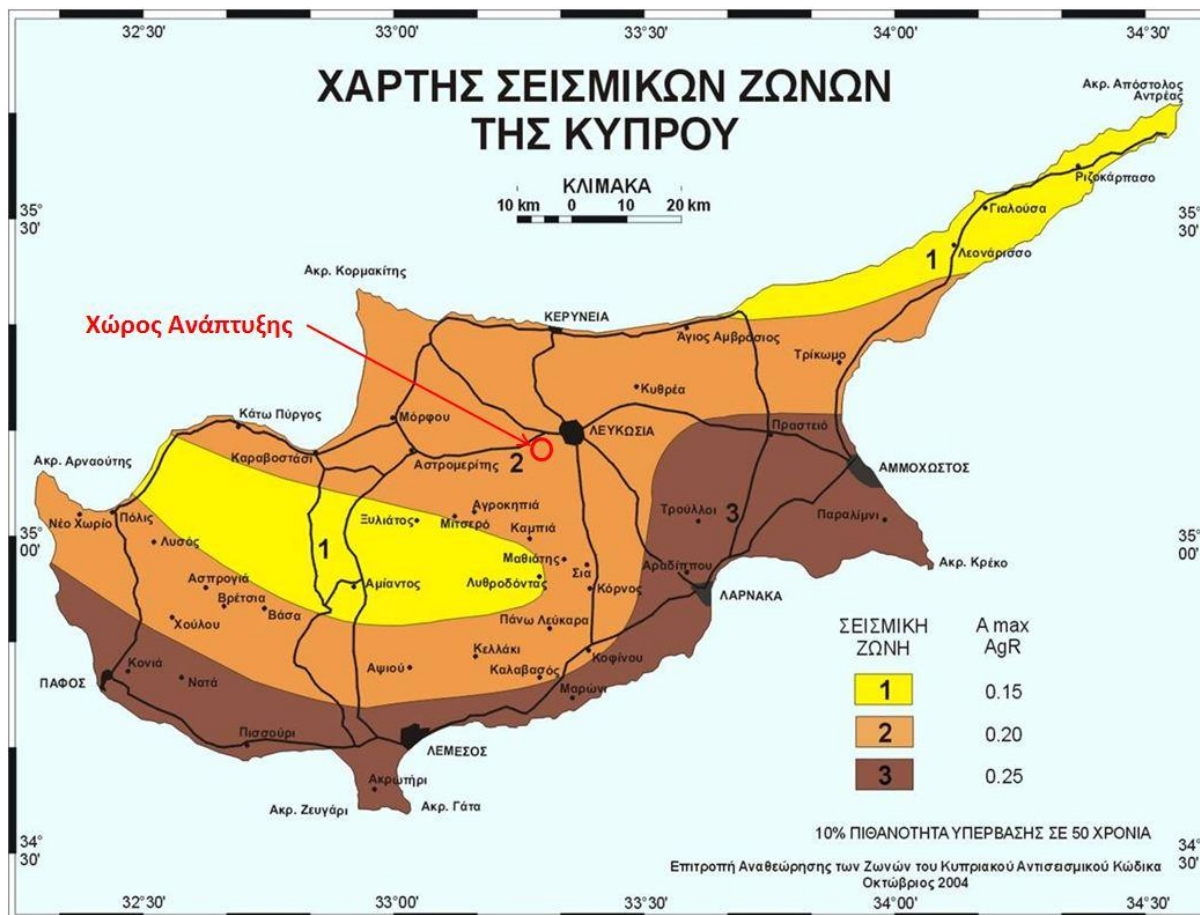 32°30' 33°00' 33°30' 34°00' 34°30'
ΧΑΡΤΗΣ ΣΕΙΣΜΙΚΩΝ ΖΩΝΩΝ
ΤΗΣ ΚΥΠΡΟΥ
Ακρ. Απόστολος
Αντρέας
ΚΛΙΜΑΚΑ
10 km 0 10 20 km
Ριζοκάρπασο
35°
30'
35°
30'
Γιαλούσα
Λεονάρισσο
1
Ακρ. Κορμακίτης
Χώρος Ανάπτυξης
ΚΕΡΥΝΕΙΑ
Άγιος Αμβρόσιος
Τρίκωμο
Κυθρέα
Κάτω Πύργος
Μόρφου
ΛΕΥΚΩΣΙΑ
Πραστειό
Καραβοστάσι
Αστρομερίτης
2
Ακρ. Αρναούτης
ΑΜΜΟΧΩΣΤΟΣ
Νέο Χωρίο
Πόλις
Ξυλιάτος
Αγροκηπιά
Μιτσερό
Καμπιά
Τρούλλοι
3
Παραλίμνι
35°
00'
35°
00'
Λυσός
1
Μαθιάτης
Ακρ. Κρέκο
Ασπρογιά
Αμίαντος
Λυθροδόντας
Σια
Αραδίππου
Βρέτσια
Βάσα
Κόρνος
ΛΑΡΝΑΚΑ
Χούλου
Πάνω Λεύκαρα
ΣΕΙΣΜΙΚΗ
ΖΩΝΗ
A max
AgR
Κελλάκι
Κοφίνου
Κονιά
Αψιού
Καλαβασός
ΠΑΦΟΣ
Νατά
Μαρώνι
1 0.15
2 0.20
3 0.25
Πισσούρι
ΛΕΜΕΣΟΣ
Ακρωτήρι
Ακρ. Ζευγάρι
Ακρ. Γάτα
10% ΠΙΘΑΝΟΤΗΤΑ ΥΠΕΡΒΑΣΗΣ ΣΕ 50 ΧΡΟΝΙΑ
34°
30'
34°
30'
Επιτροπή Αναθεώρησης των Ζωνών του Κυπριακού Αντισεισμικού Κώδικα
Οκτώβριος 2004
32°30' 33°00' 33°30' 34°00' 34°30'